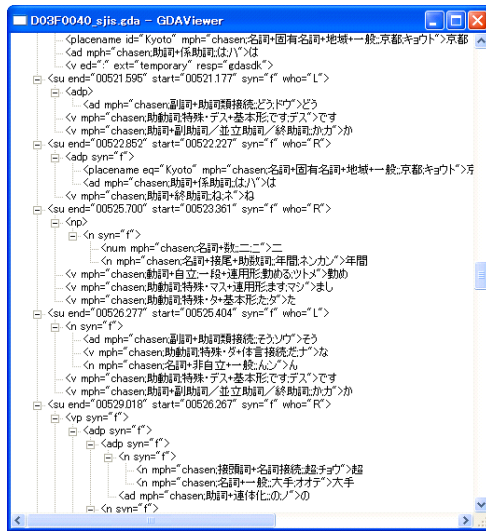 D03F0040_sjis.gda - GDAViewer
<placename id="Kyoto" mph="chasen;名詞+固有名詞+地域+一般;;京都;キョウト">京都
<ad mph="chasen;助詞+係助詞;;は;ハ">は
<v ed=":" ext="temporary" resp="gdasdk">
<su end="00521.595" start="00521.177" syn="f" who="L">
<adp>
<ad mph="chasen;副詞+助詞類接続;;どう;ドウ">どう
<v mph="chasen;助動詞;特殊・デス+基本形;です;デス">です
<v mph="chasen;助詞+副助詞／並立助詞／終助詞;;か;カ">か
<su end="00522.852" start="00522.227" syn="f" who="R">
<adp syn="f">
<placename eq="Kyoto" mph="chasen;名詞+固有名詞+地域+一般;;京都;キョウト">京
<ad mph="chasen;助詞+係助詞;;は;ハ">は
<v mph="chasen;助詞+終助詞;;ね;ネ">ね
<su end="00525.700" start="00523.361" syn="f" who="R">
<np>
<n syn="f">
<num mph="chasen;名詞+数;;二;ニ">二
<n mph="chasen;名詞+接尾+助数詞;;年間;ネンカン">年間
<v mph="chasen;動詞+自立;一段+連用形;勤める;ツトメ">勤め
<v mph="chasen;助動詞;特殊・マス+連用形;ます;マシ">まし
<v mph="chasen;助動詞;特殊・タ+基本形;た;タ">た
<su end="00526.277" start="00525.404" syn="f" who="L">
<n syn="f">
<ad mph="chasen;副詞+助詞類接続;;そう;ソウ">そう
<v mph="chasen;助動詞;特殊・ダ+体言接続;だ;ナ">な
<n mph="chasen;名詞+非自立+一般;;ん;ン">ん
<v mph="chasen;助動詞;特殊・デス+基本形;です;デス">です
<v mph="chasen;助詞+副助詞／並立助詞／終助詞;;か;カ">か
<su end="00529.018" start="00526.267" syn="f" who="R">
<vp syn="f">
<adp syn="f">
<adp syn="f">
<n syn="f">
<n mph="chasen;接頭詞+名詞接続;;超;チョウ">超
<n mph="chasen;名詞+一般;;大手;オオテ">大手
<ad mph="chasen;助詞+連体化;;の;ノ">の
<n syn="f">